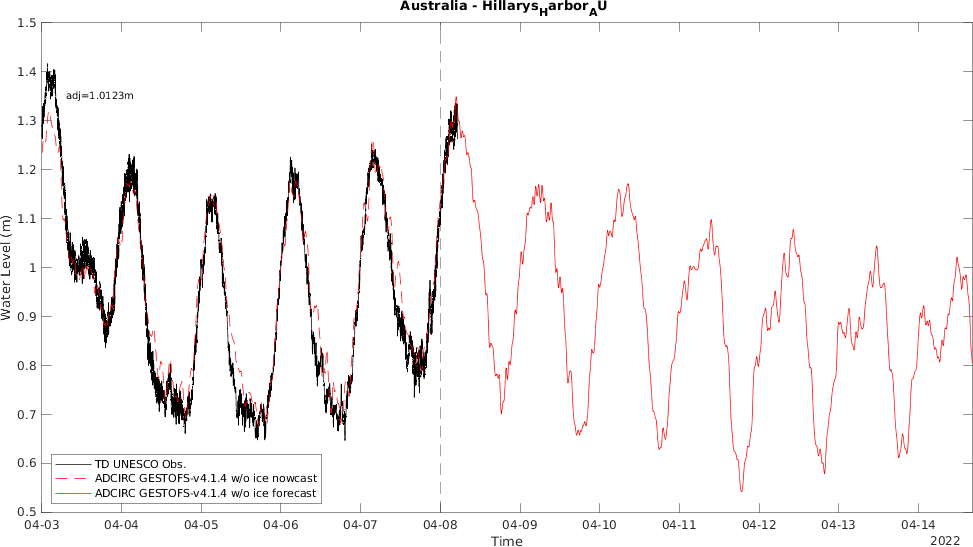 Australia - HillarysHarborAU
1.5
1.4
adj=1.0123m
1.3
1.2
1.1
1
0.9
0.8
0.7
0.6
0.5
Water Level (m)
TD UNESCO Obs.
ADCIRC GESTOFS-v4.1.4 w/o ice nowcast
ADCIRC GESTOFS-v4.1.4 w/o ice forecast
04-03 04-04 04-05 04-06 04-07 04-08 04-09 04-10 04-11 04-12 04-13 04-14
Time
2022